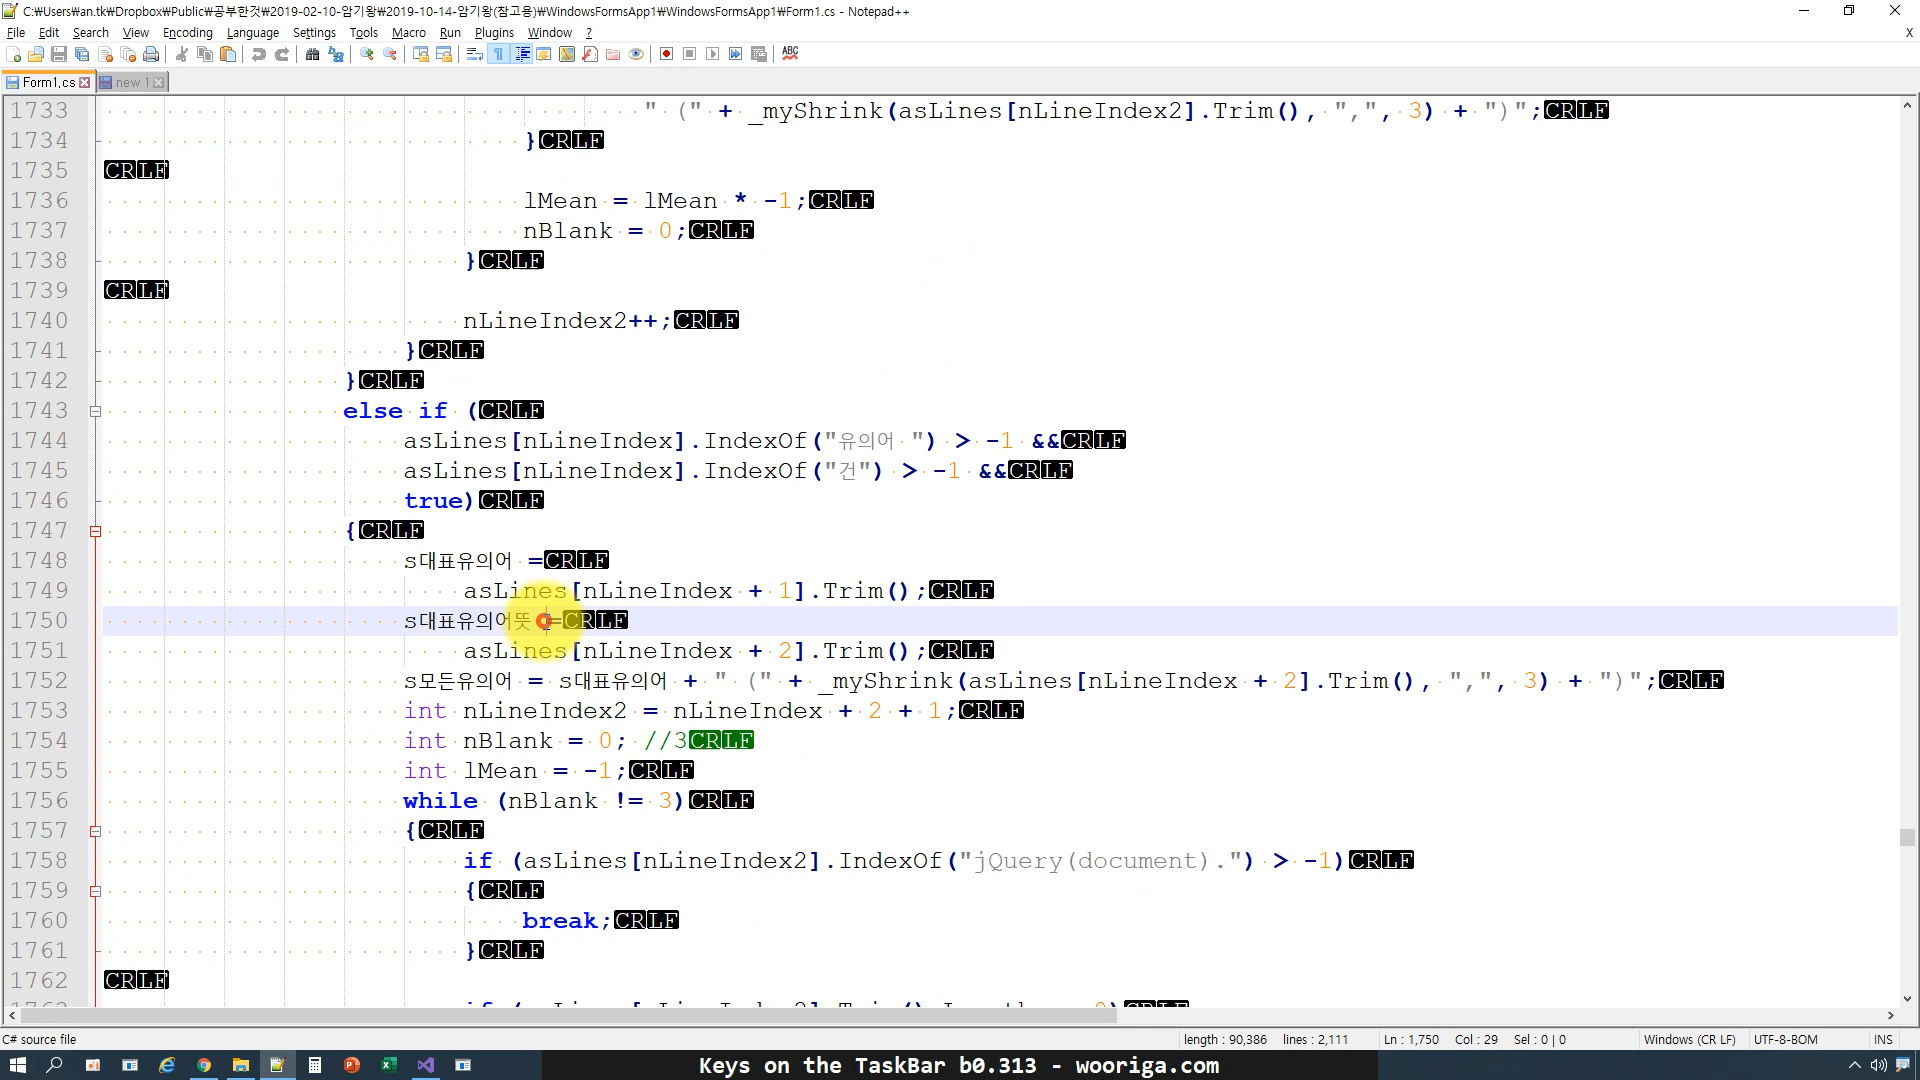 C:₩Users₩an.tk₩Dropbox₩Public₩공부한것₩2019-02-10-암기왕₩2019-10-14-암기왕(참고용)₩WindowsFormsApp1₩WindowsFormsApp1₩Form1.cs - Notepad++
File Edit Search View Encoding Language Settings Tools Macro Run Plugins Window ? X
ABC
Form1.cs new 1
1733 " (" + _myShrink(asLines[nLineIndex2].Trim(), ",", 3) + ")";CRLF
1734 }CRLF
1735 CRLF
1736 lMean = lMean * -1;CRLF
1737 nBlank = 0;CRLF
1738 }CRLF
1739 CRLF
1740 nLineIndex2++;CRLF
1741 }CRLF
1742 }CRLF
1743 else if (CRLF
1744 asLines[nLineIndex].IndexOf("유의어 ") > -1 &&CRLF
1745 asLines[nLineIndex].IndexOf("건") > -1 &&CRLF
1746 true)CRLF
1747 {CRLF
1748 s대표유의어 =CRLF
1749 asLines[nLineIndex + 1].Trim();CRLF
1750 s대표유의어뜻 =CRLF
1751 asLines[nLineIndex + 2].Trim();CRLF
1752 s모든유의어 = s대표유의어 + " (" + _myShrink(asLines[nLineIndex + 2].Trim(), ",", 3) + ")";CRLF
1753 int nLineIndex2 = nLineIndex + 2 + 1;CRLF
1754 int nBlank = 0; //3CRLF
1755 int lMean = -1;CRLF
1756 while (nBlank != 3)CRLF
1757 {CRLF
1758 if (asLines[nLineIndex2].IndexOf("jQuery(document).") > -1)CRLF
1759 {CRLF
1760 break;CRLF
1761 }CRLF
1762 CRLF
C# source file length : 90,386 lines : 2,111 Ln : 1,750 Col : 29 Sel : 0 | 0 Windows (CR LF) UTF-8-BOM INS
Keys on the TaskBar b0.313 - wooriga.com